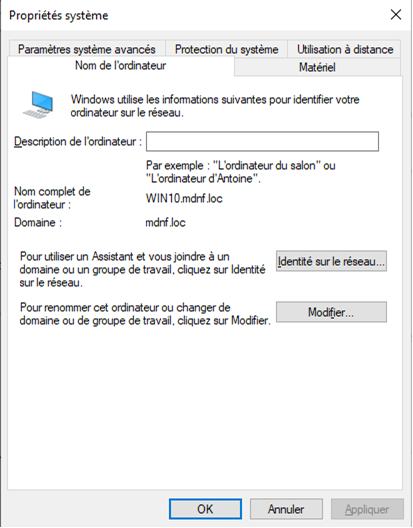 Propriétés système
Paramètres système avancés
Protection du système
Utilisation à distance
Nom de l'ordinateur
Matériel
Windows utilise les informations suivantes pour identifier votre
ordinateur sur le réseau.
Description de l'ordinateur :
Par exemple : "L'ordinateur du salon" ou
"L'ordinateur d'Antoine".
Nom complet de
l'ordinateur :
WIN10.mdnf.loc
Domaine :
mdnf.loc
Pour utiliser un Assistant et vous joindre à un
domaine ou un groupe de travail, cliquez sur Identité
sur le réseau.
Identité sur le réseau...
Pour renommer cet ordinateur ou changer de
domaine ou de groupe de travail, cliquez sur Modifier.
Modifier...
OK
Annuler
Appliquer